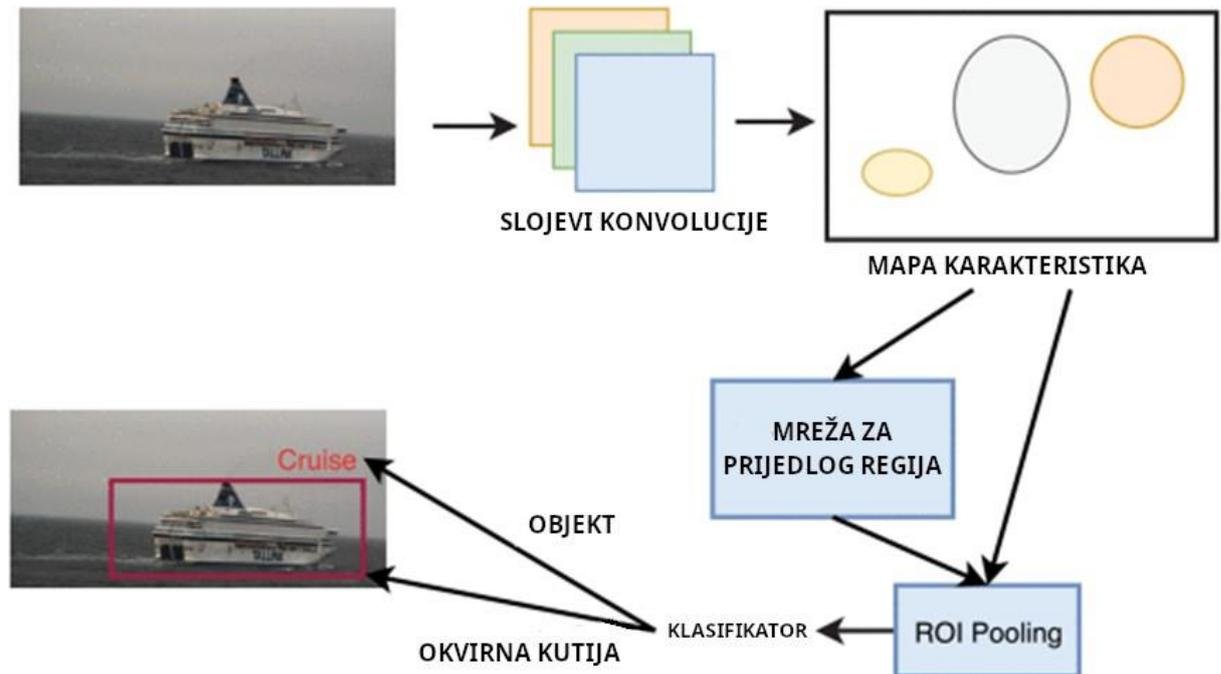 SLOJEVI KONVOLUCIJE
MAPA KARAKTERISTIKA
MREŽA ZA
PRIJEDLOG REGIJA
ROI Pooling
KLASIFIKATOR
OBJEKT
OKVIRNA KUTIJA
Cruise